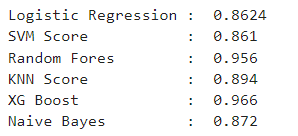 Logistic Regression :  0.8624
SVM Score           :  0.861
Random Fores        :  0.956
KNN Score           :  0.894
XG Boost            :  0.966
Naive Bayes         :  0.872